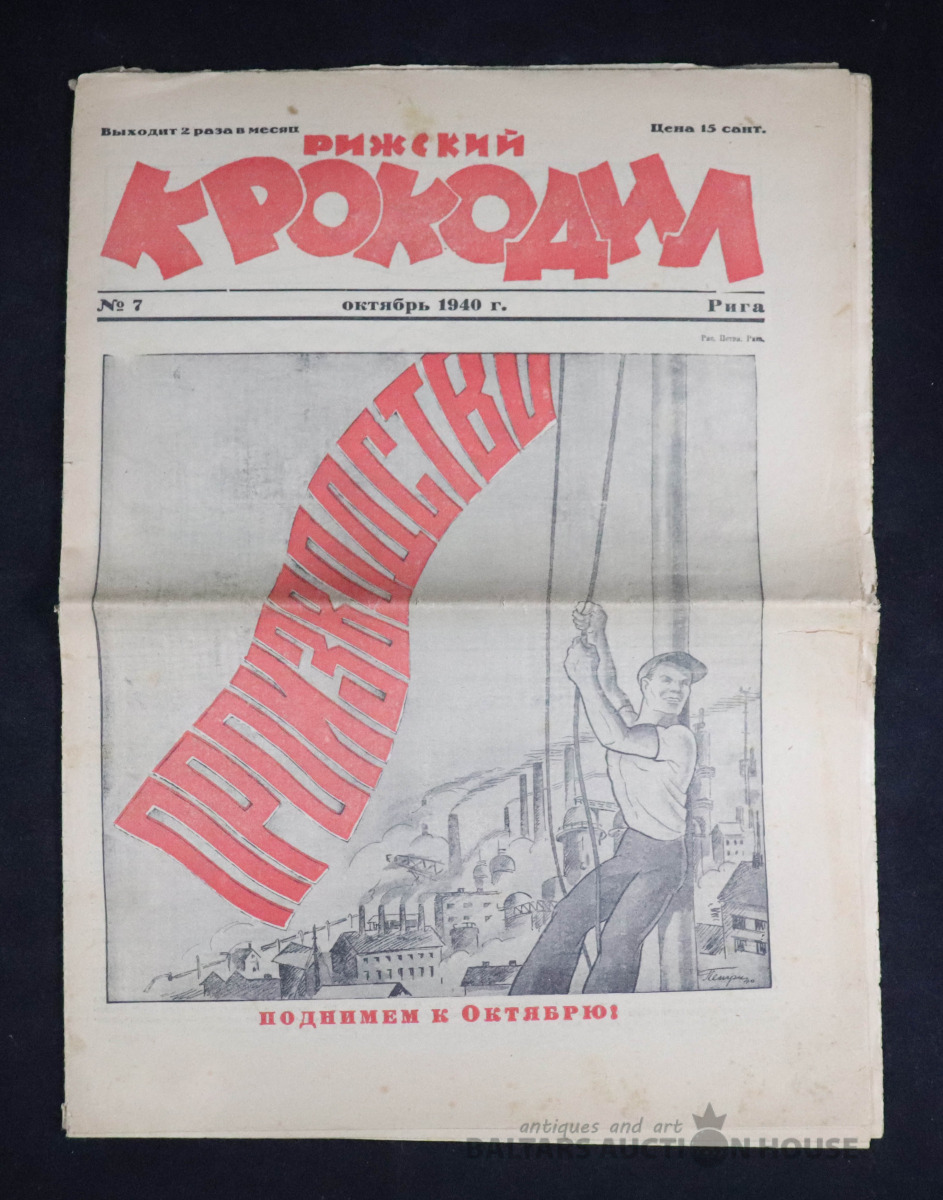 Выходит 2 раза в месяц
Цена 15 сант.
РИЖСКИЙ
КРОКОДИЛ
№ 7
октябрь 1940 г.
Рига
Рис.
ПРОИЗВОДСТВО
ПОДНИМЕМ К ОКТЯБРЮ!
antiques and art
BALTARS AUCTION HOUSE